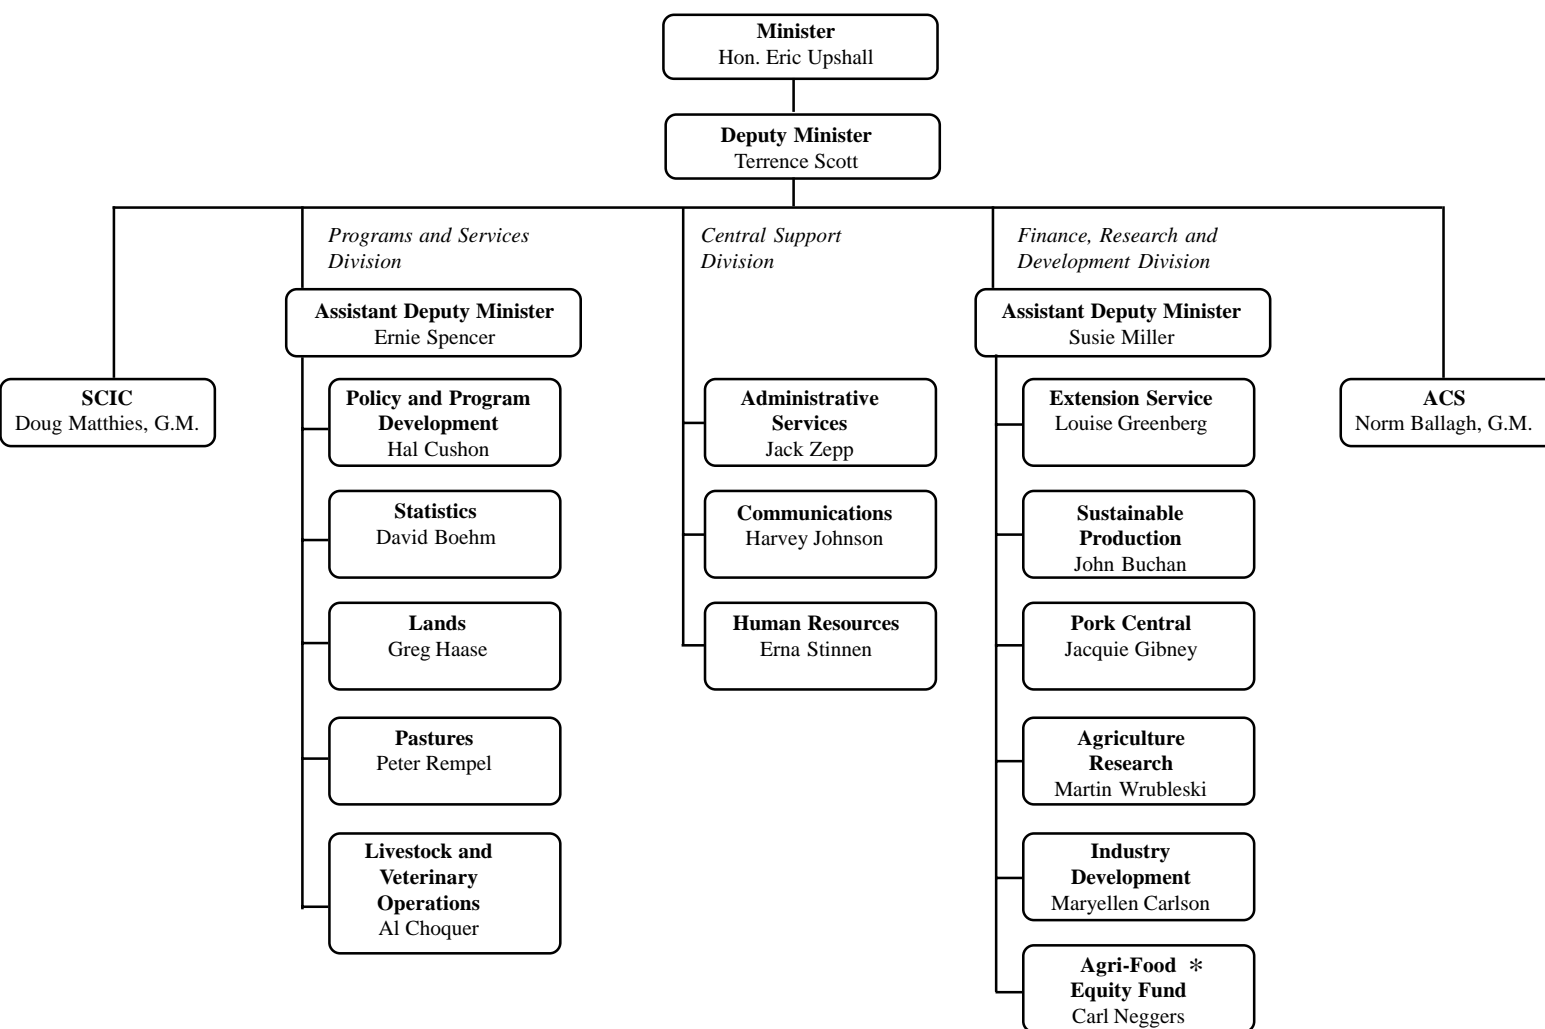 Minister
Hon. Eric Upshall
Deputy Minister
Terrence Scott
Programs and Services
Division
Central Support
Division
Finance, Research and
Development Division
Assistant Deputy Minister
Ernie Spencer
Assistant Deputy Minister
Susie Miller
SCIC
Doug Matthies, G.M.
Policy and Program
Development
Hal Cushon
Statistics
David Boehm
Lands
Greg Haase
Pastures
Peter Rempel
Livestock and
Veterinary
Operations
Al Choquer
Administrative
Services
Jack Zepp
Communications
Harvey Johnson
Human Resources
Erna Stinnen
Extension Service
Louise Greenberg
Sustainable
Production
John Buchan
Pork Central
Jacquie Gibney
Agriculture
Research
Martin Wrubleski
Industry
Development
Maryellen Carlson
Agri-Food *
Equity Fund
Carl Neggers
ACS
Norm Ballagh, G.M.